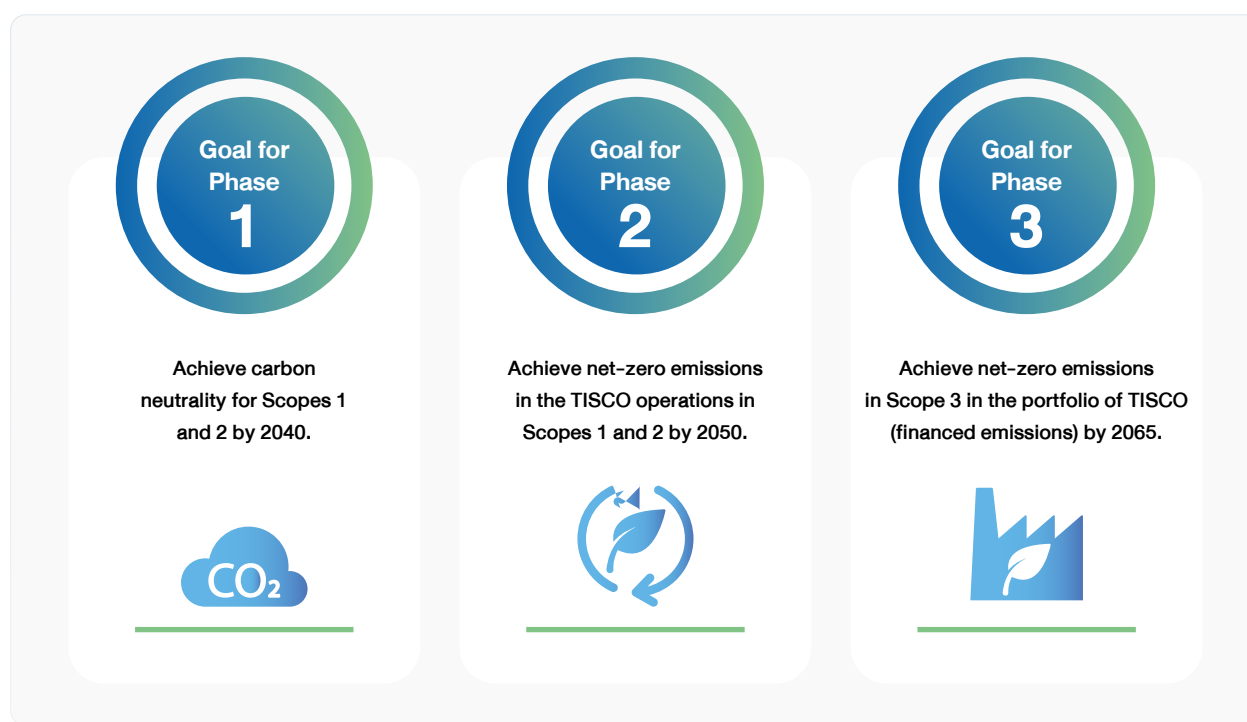 Goal for
Phase
1
Achieve carbon
neutrality for Scopes 1
and 2 by 2040.
CO₂
Goal for
Phase
2
Achieve net-zero emissions
in the TISCO operations in
Scopes 1 and 2 by 2050.
Goal for
Phase
3
Achieve net-zero emissions
in Scope 3 in the portfolio of TISCO
(financed emissions) by 2065.